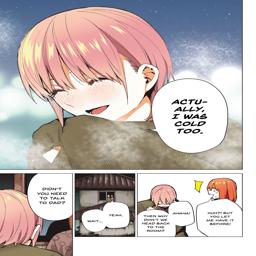 ACTU-
ALLY,
I WAS
COLD
TOO.
DIDN'T
YOU NEED
TO TALK
TO DAD?
WAIT...
YEAH.
THEN WHY
DON'T WE
HEAD BACK
TO THE
ROOM?
AHAHA!
HUH?! BUT
YOU LET
ME HAVE IT
BEFORE!